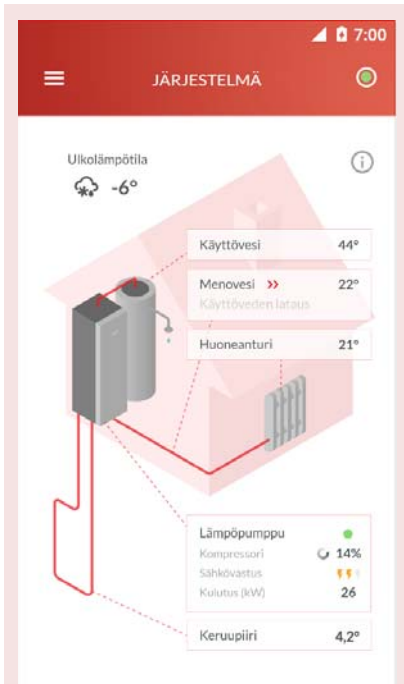 7:00
JÄRJESTELMÄ
Ulkolämpötila
-6°
Käyttövesi 44°
Menovesi 22°
Käyttöveden lataus
Huoneanturi 21°
Lämpöpumppu
Kompressori 14%
Sähkövastus
Kulutus (kW) 26
Keruupiiri 4,2°